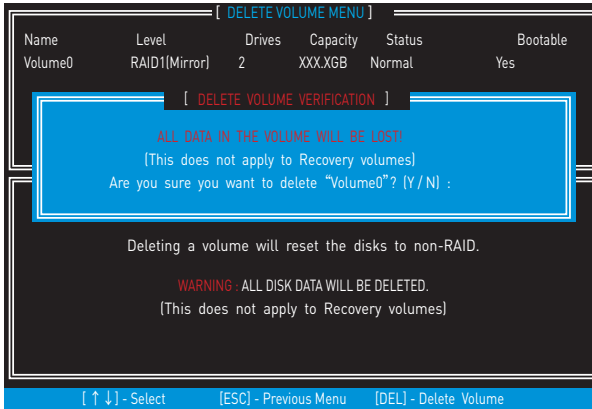 [ DELETE VOLUME MENU ]
Name Level Drives Capacity Status Bootable
Volume0 RAID1(Mirror) 2 XXX.XGB Normal Yes
[ DELETE VOLUME VERIFICATION ]
ALL DATA IN THE VOLUME WILL BE LOST!
(This does not apply to Recovery volumes)
Are you sure you want to delete “Volume0”? (Y / N) :
Deleting a volume will reset the disks to non-RAID.
WARNING : ALL DISK DATA WILL BE DELETED.
(This does not apply to Recovery volumes)
[ ↑↓ ] - Select [ESC] - Previous Menu [DEL] - Delete Volume